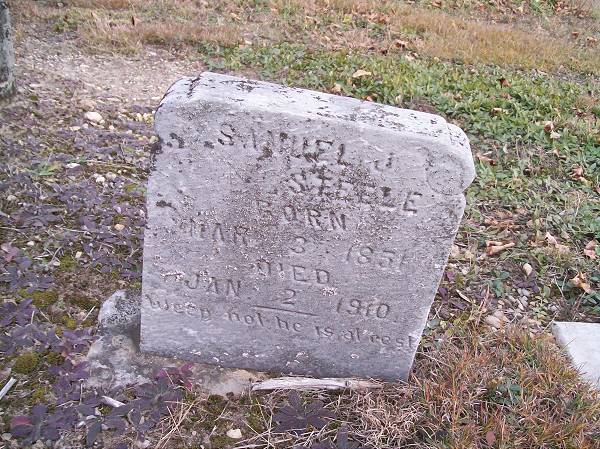 SAMUEL J
STEELE
BORN
MAR 3 1851
DIED
JAN. 2 1910.
Weep not. he is at rest